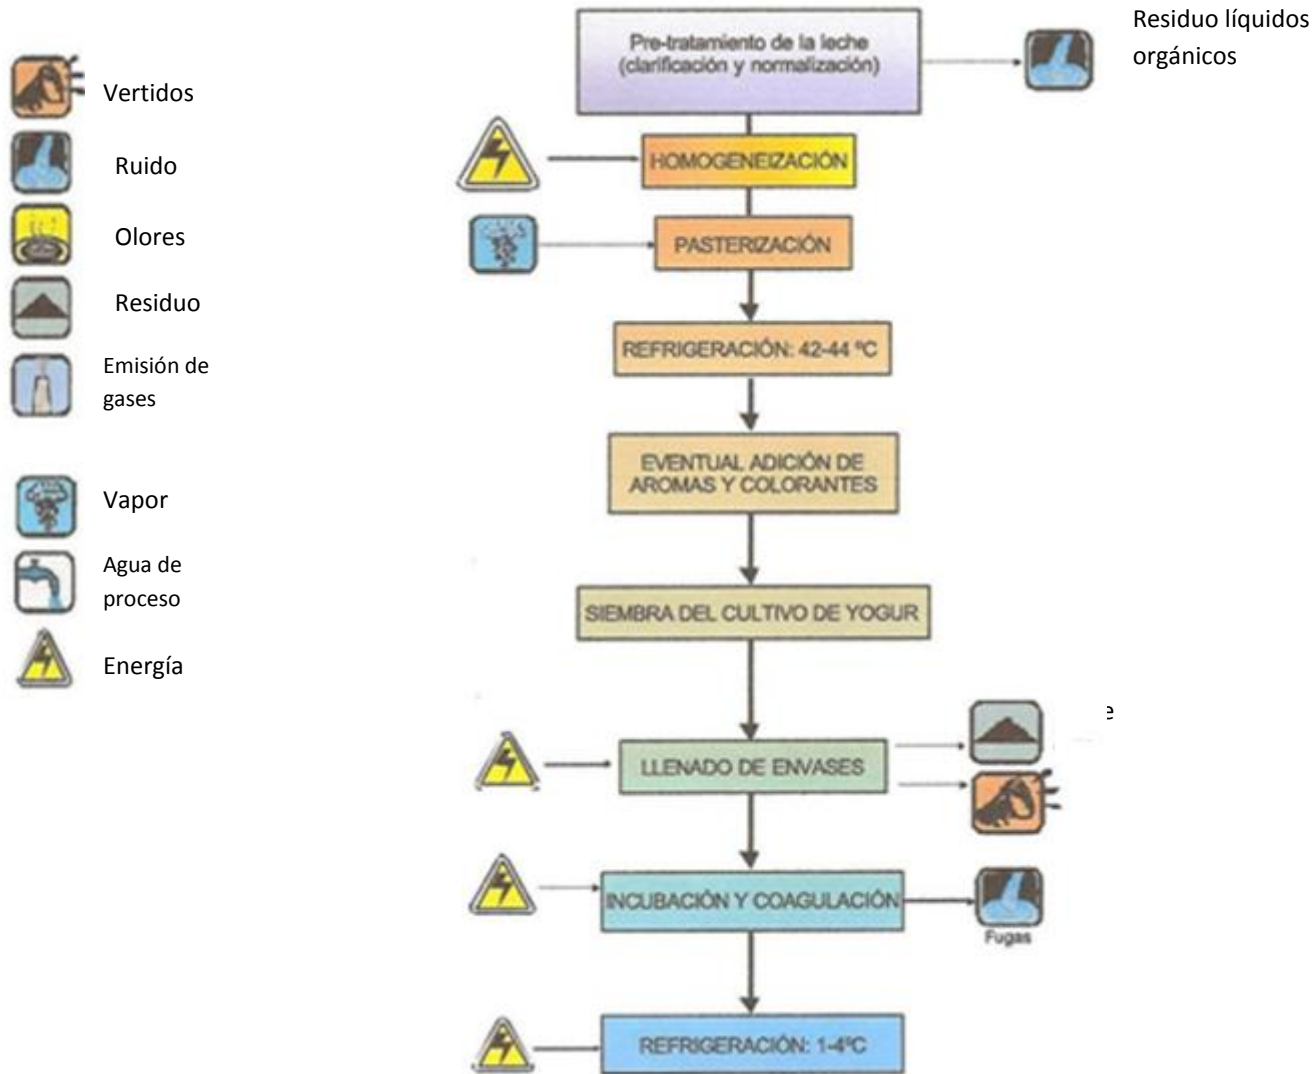 Vertidos
Ruido
Olores
Residuo
Emisión de
gases
Vapor
Agua de
proceso
Energía
Pre-tratamiento de la leche
(clarificación y normalización)
Residuo líquidos
orgánicos
HOMOGENEIZACIÓN
PASTERIZACIÓN
REFRIGERACIÓN: 42-44 ºC
EVENTUAL ADICIÓN DE
AROMAS Y COLORANTES
SIEMBRA DEL CULTIVO DE YOGUR
LLENADO DE ENVASES
INCUBACIÓN Y COAGULACIÓN
Fugas
REFRIGERACIÓN: 1-4ºC